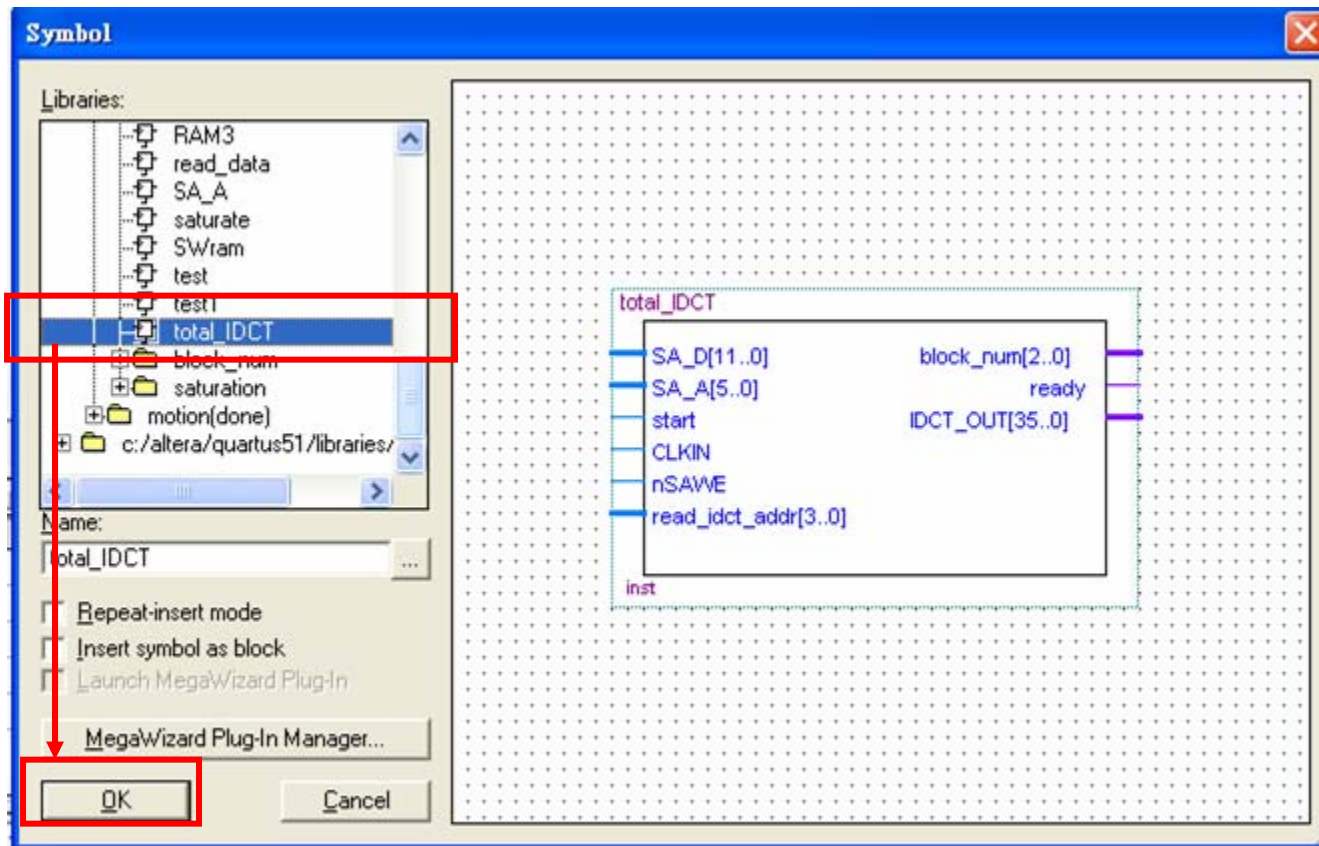 Symbol
Libraries:
RAM3
read_data
SA_A
saturate
SWram
test
test1
total_IDCT
block_num
saturation
motion(done)
c:/altera/quartus51/libraries/
Name:
total_IDCT
...
Repeat-insert mode
Insert symbol as block
Launch MegaWizard Plug-In
MegaWizard Plug-In Manager...
OK
Cancel
total_IDCT
SA_D[11..0]
block_num[2..0]
SA_A[5..0]
ready
start
IDCT_OUT[35..0]
CLKIN
nSAWE
read_idct_addr[3..0]
inst